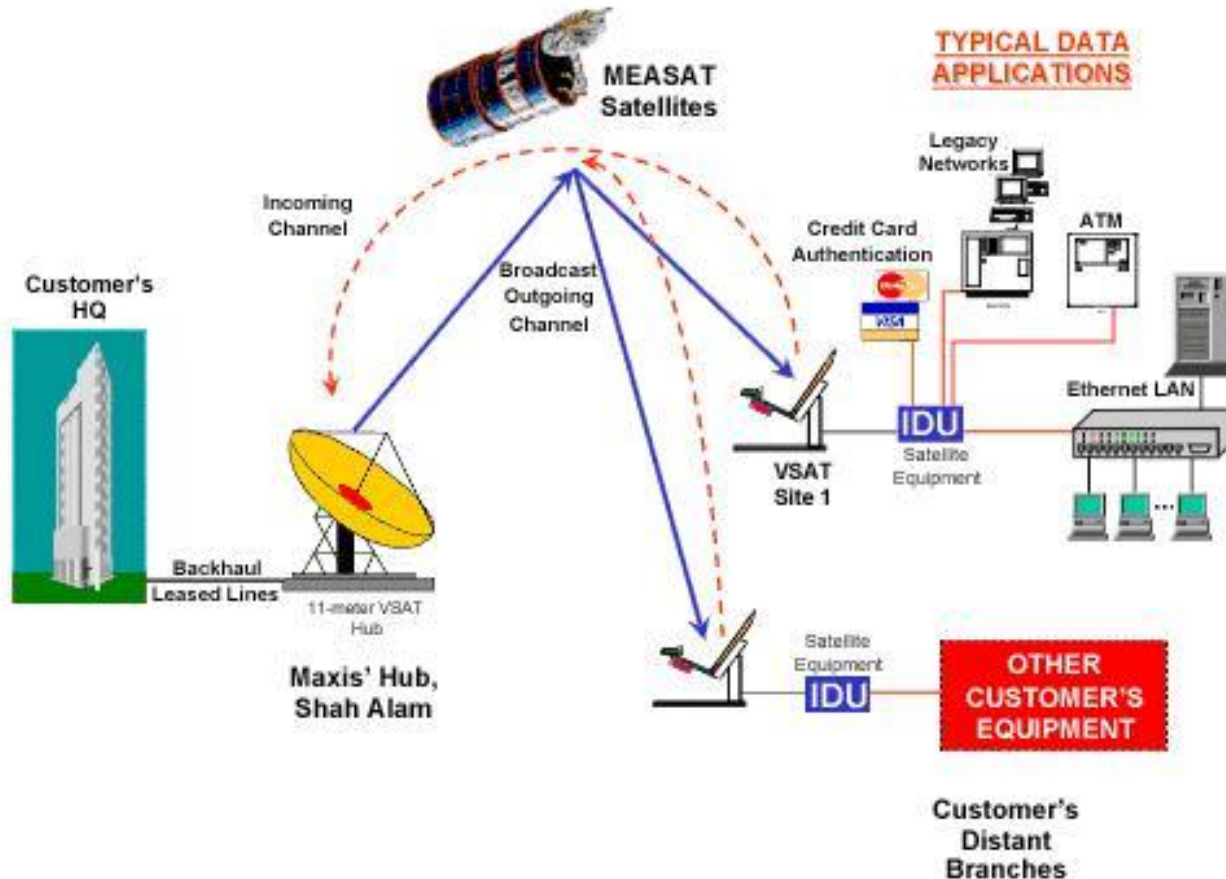 TYPICAL DATA
APPLICATIONS
MEASAT
Satellites
Legacy
Networks
Incoming
Channel
Credit Card
Authentication
ATM
Customer's
HQ
Broadcast
Outgoing
Channel
VISA
Ethernet LAN
IDU
Satellite
Equipment
VSAT
Site 1
Backhaul
Leased Lines
11-meter VSAT
Hub
Maxis' Hub,
Shah Alam
Satellite
Equipment
IDU
OTHER
CUSTOMER'S
EQUIPMENT
Customer's
Distant
Branches